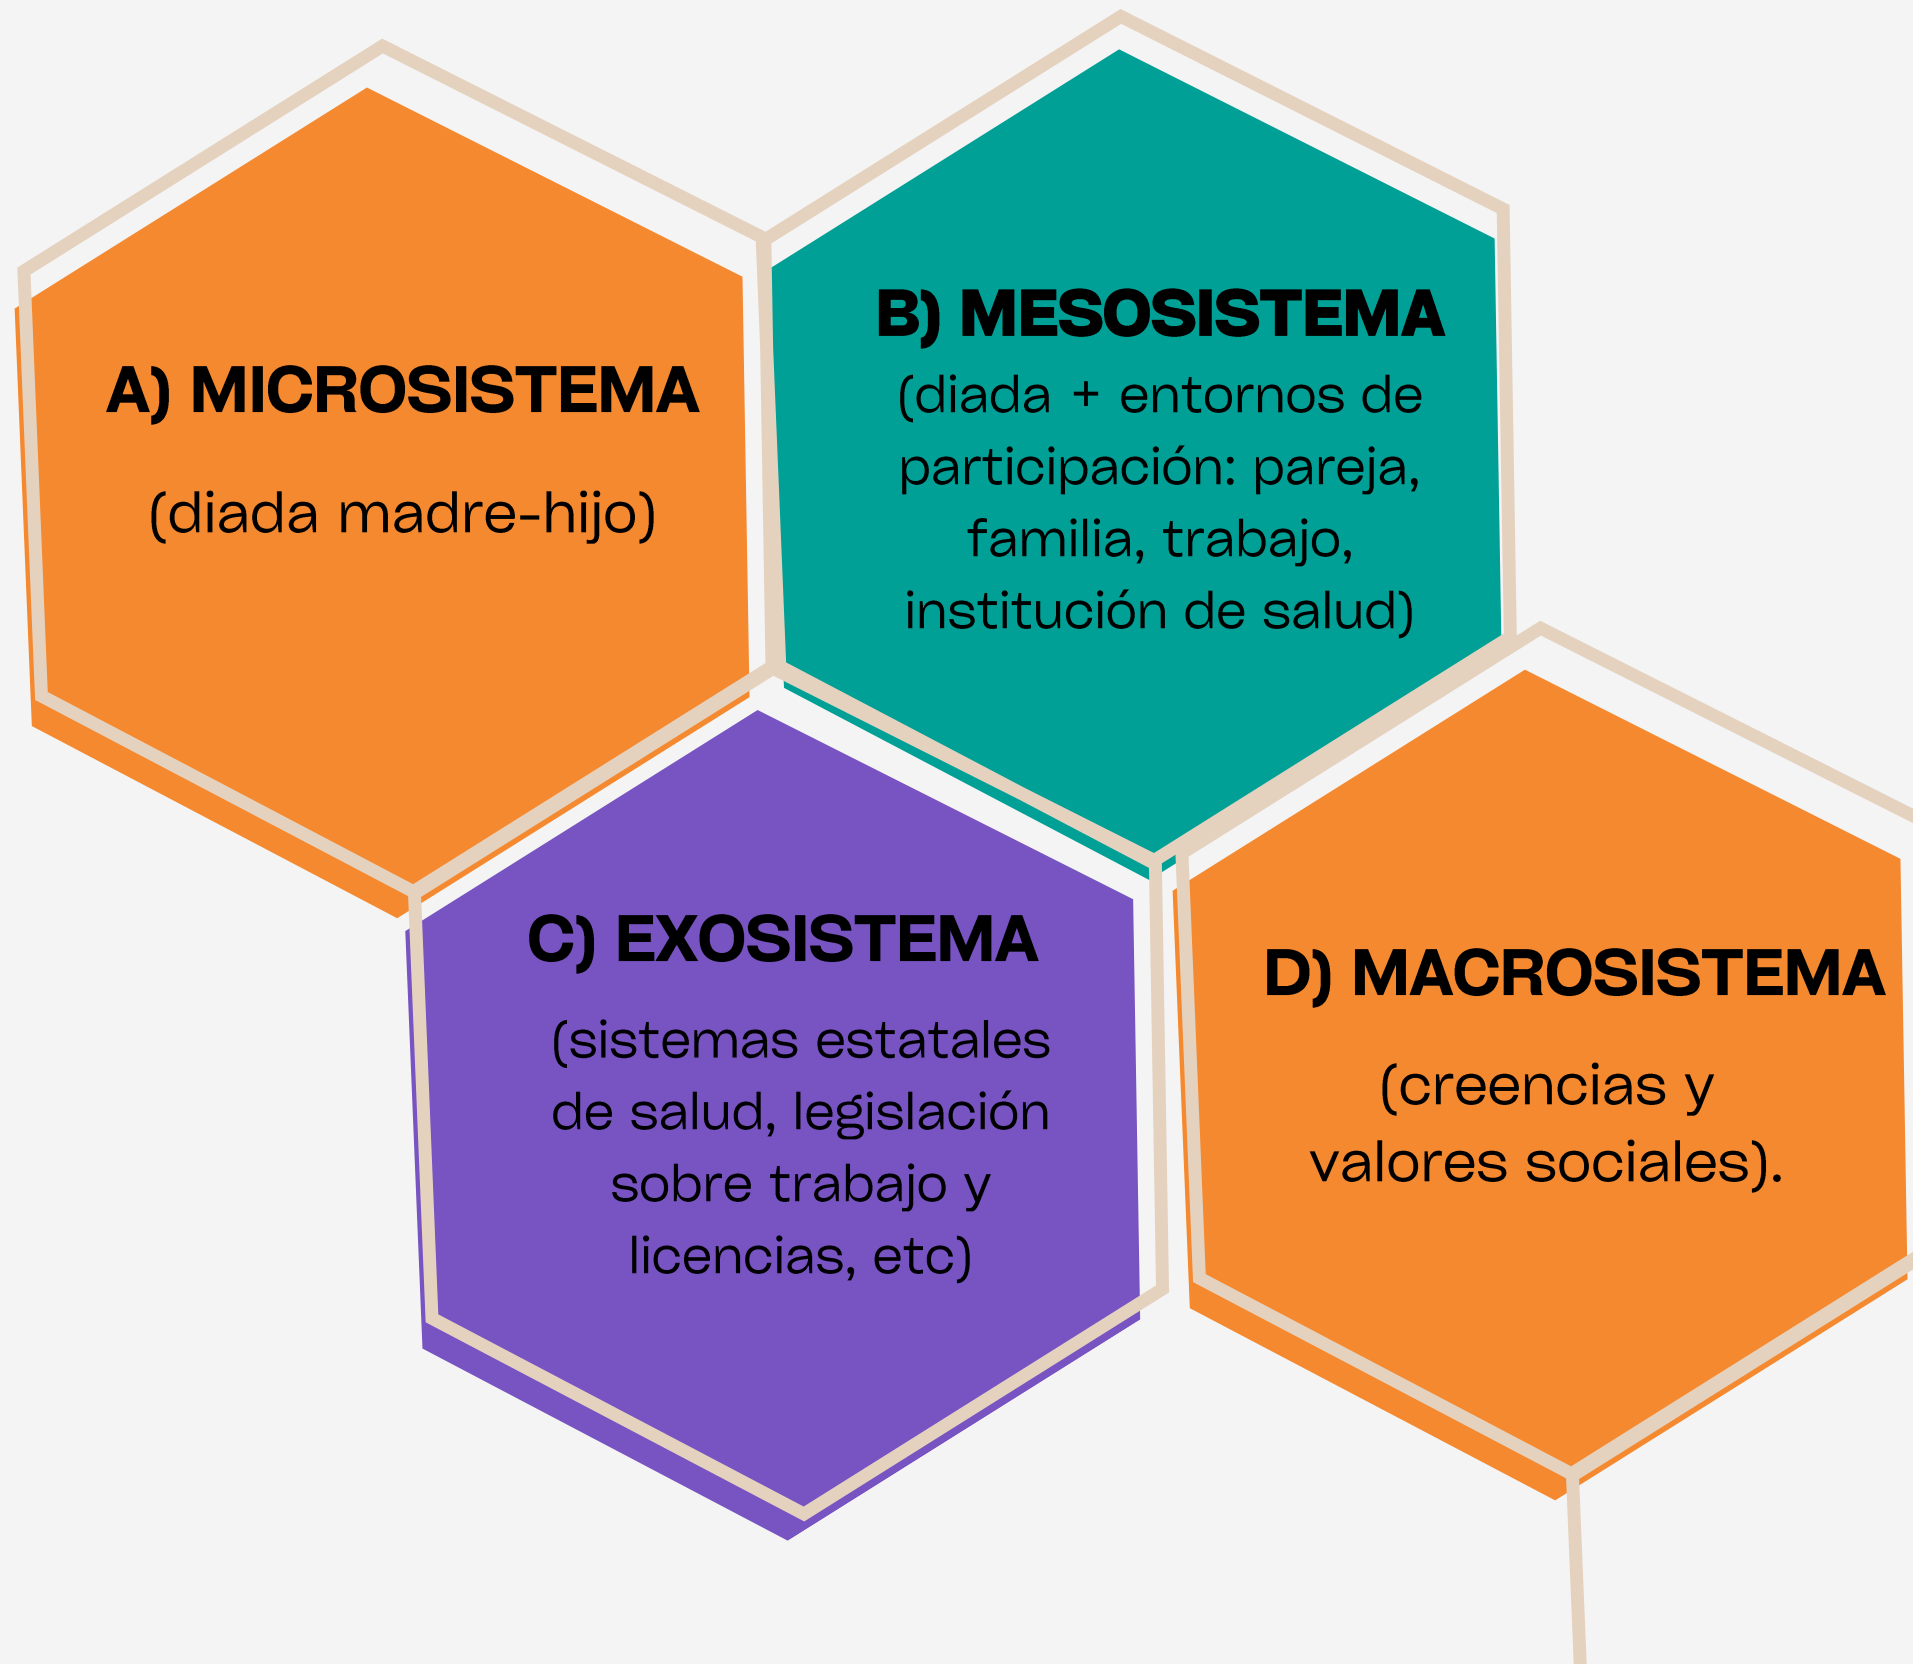 A) MICROSISTEMA
(diada madre-hijo)
B) MESOSISTEMA
(diada + entornos de
participación: pareja,
familia, trabajo,
institución de salud)
C) EXOSISTEMA
(sistemas estatales
de salud, legislación
sobre trabajo y
licencias, etc)
D) MACROSISTEMA
(creencias y
valores sociales).